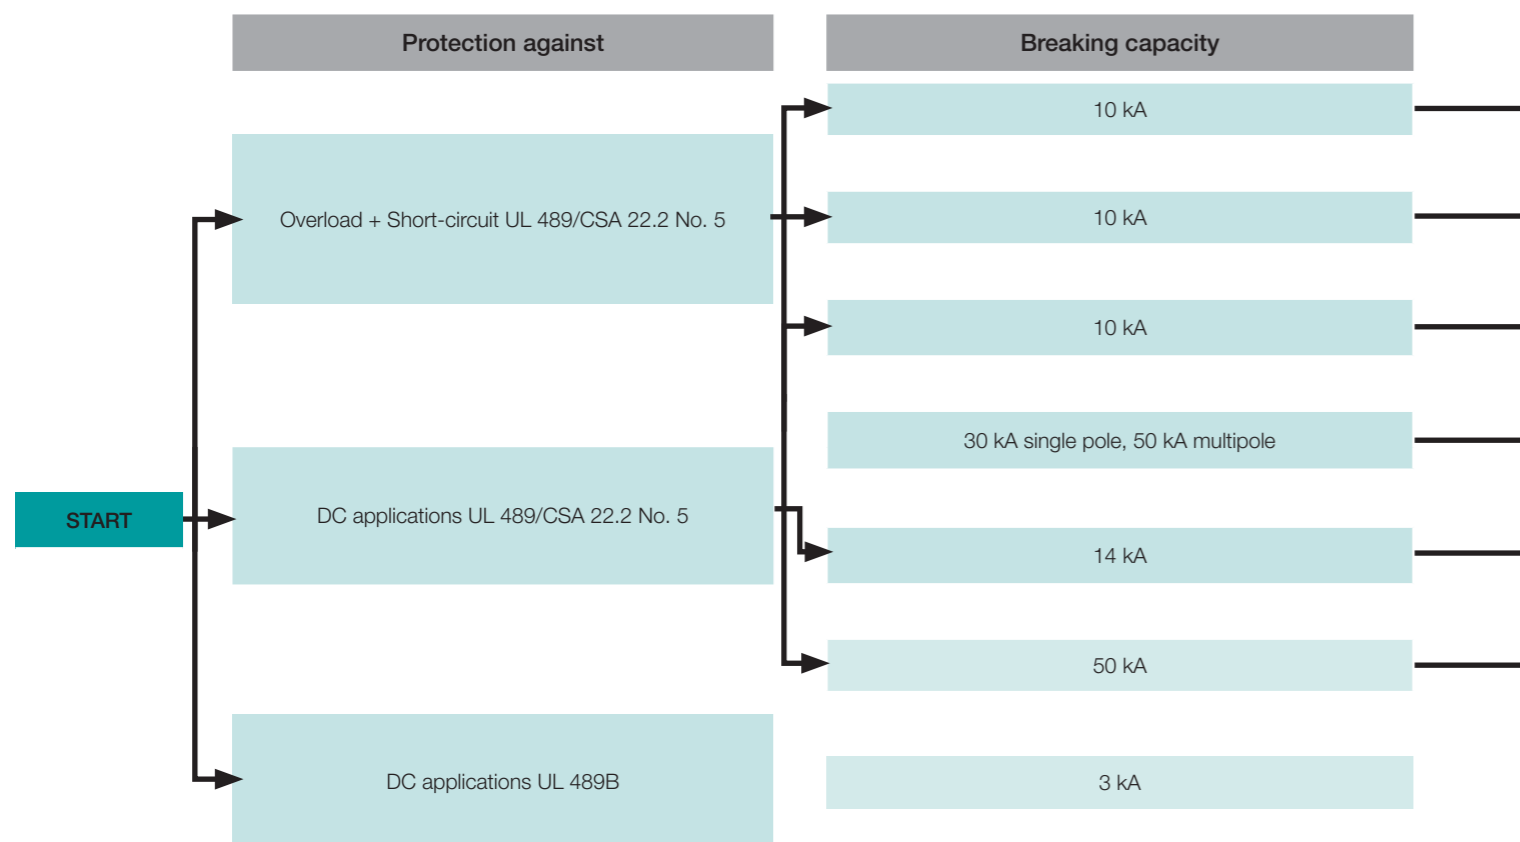 Protection against
Breaking capacity
10 kA
Overload + Short-circuit UL 489/CSA 22.2 No. 5
10 kA
10 kA
30 kA single pole, 50 kA multipole
START
DC applications UL 489/CSA 22.2 No. 5
14 kA
50 kA
DC applications UL 489B
3 kA